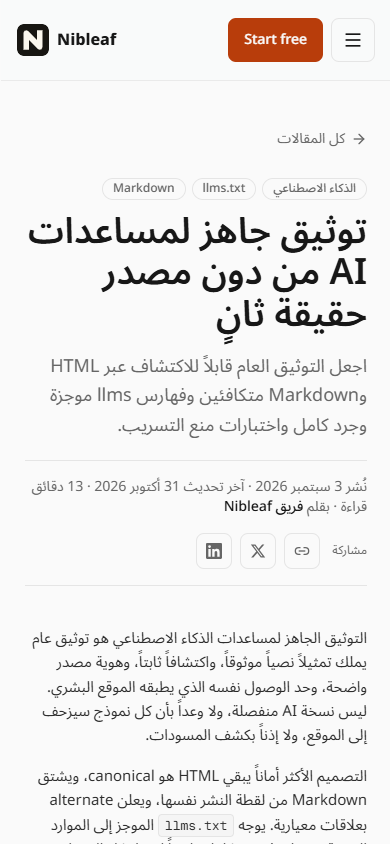 Nibleaf
Start free
كل المقالات
الذكاء الاصطناعي
llms.txt
Markdown
توثيق جاهز لمساعدات
AI من دون مصدر
حقيقة ثانٍ
اجعل التوثيق العام قابلاً للاكتشاف عبر HTML
وMarkdown متكافئين وفهارس llms موجزة
وجرد كامل واختبارات منع التسريب.
نُشر 3 سبتمبر 2026 · آخر تحديث 31 أكتوبر 2026 · 13 دقائق
قراءة · بقلم فريق Nibleaf
مشاركة
التوثيق الجاهز لمساعدات الذكاء الاصطناعي هو توثيق عام
يملك تمثيلاً نصياً موثوقاً، واكتشافاً ثابتاً، وهوية مصدر
واضحة، وحد الوصول نفسه الذي يطبقه الموقع البشري.
ليس نسخة AI منفصلة، ولا وعداً بأن كل نموذج سيزحف
إلى الموقع، ولا إذناً بكشف المسودات.
التصميم الأكثر أماناً يبقي HTML هو canonical، ويشتق
Markdown من لقطة النشر نفسها، ويعلن alternate
بعلاقات معيارية. يوجه llms.txt الموجز إلى الموارد